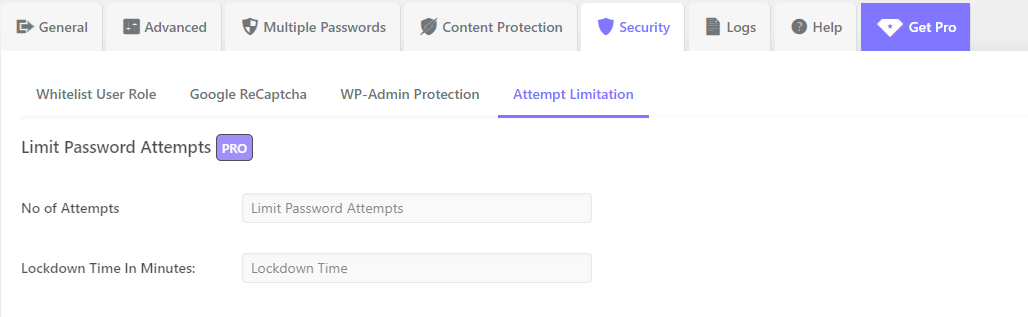 General Advanced Multiple Passwords Content Protection Security Logs Help Get Pro
Whitelist User Role Google ReCaptcha WP-Admin Protection Attempt Limitation
Limit Password Attempts PRO
No of Attempts Limit Password Attempts
Lockdown Time In Minutes: Lockdown Time